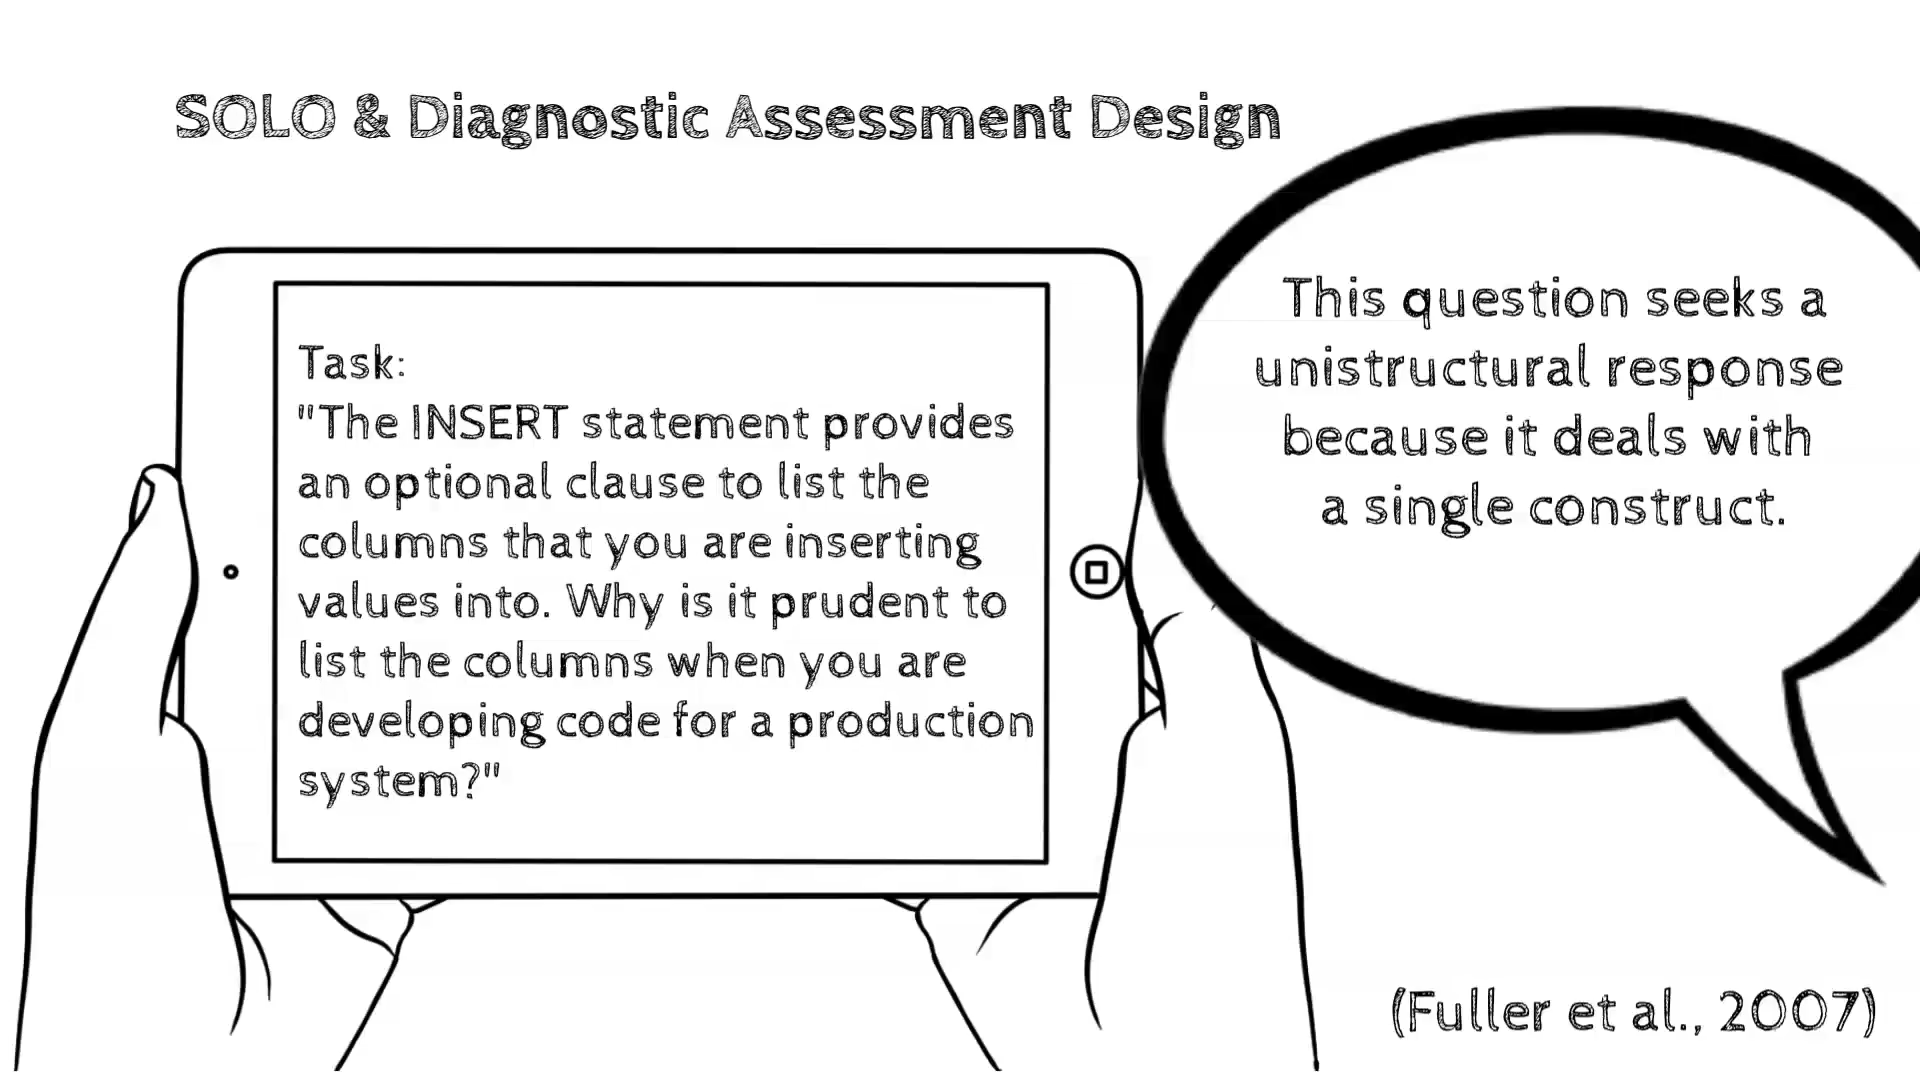 SOLO & Diagnostic Assessment Design
Task:
"The INSERT statement provides
an optional clause to list the
columns that you are inserting
values into. Why is it prudent to
list the columns when you are
developing code for a production
system?"
This question seeks a
unistructural response
because it deals with
a single construct.
(Fuller et al., 2007)